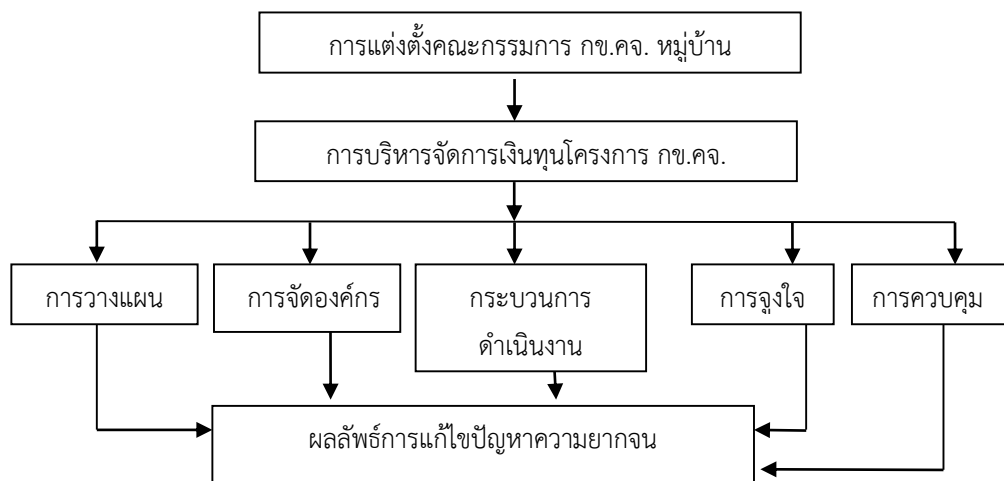 การแต่งตั้งคณะกรรมการ กข.คจ. หมู่บ้าน
การบริหารจัดการเงินทุนโครงการ กข.คจ.
การวางแผน
การจัดองค์กร
กระบวนการ
ดำเนินงาน
การจูงใจ
การควบคุม
ผลลัพธ์การแก้ไขปัญหาความยากจน